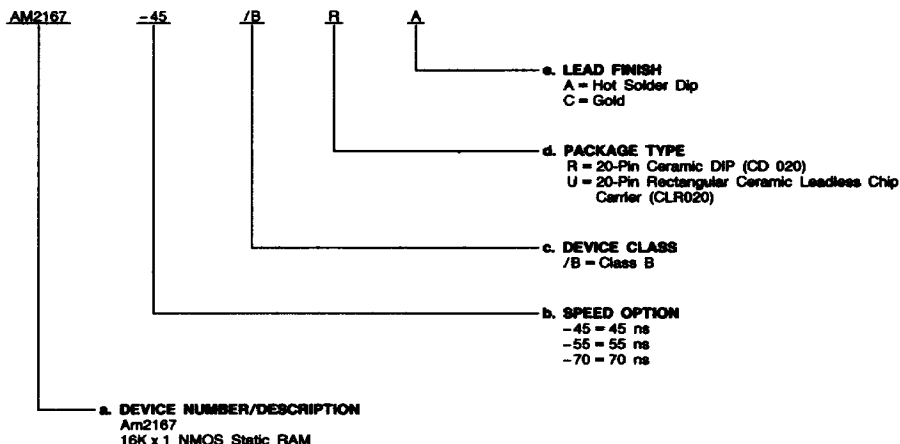 AM2167 -45 /B R A
e. LEAD FINISH
A = Hot Solder Dip
C = Gold
d. PACKAGE TYPE
R = 20-Pin Ceramic DIP (CD 020)
U = 20-Pin Rectangular Ceramic Leadless Chip
Carrier (CLR020)
c. DEVICE CLASS
/B = Class B
b. SPEED OPTION
-45 = 45 ns
-55 = 55 ns
-70 = 70 ns
a. DEVICE NUMBER/DESCRIPTION
Am2167
16K x 1 NMOS Static RAM